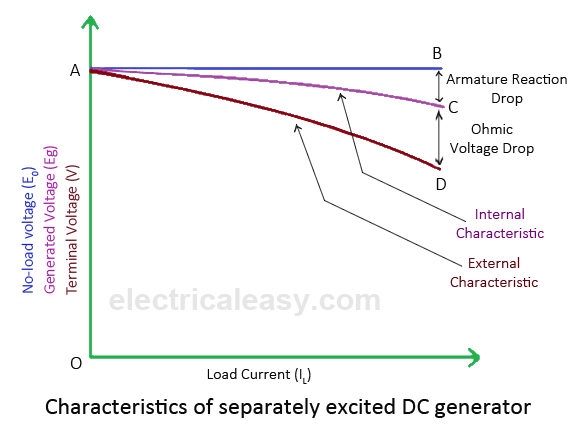 A
B
Armature Reaction
Drop
C
Ohmic
Voltage Drop
D
No-load voltage (E₀)
Generated Voltage (Eg)
Terminal Voltage (V)
Internal
Characteristic
External
Characteristic
electricaleasy.com
O
Load Current (I_L)
Characteristics of separately excited DC generator